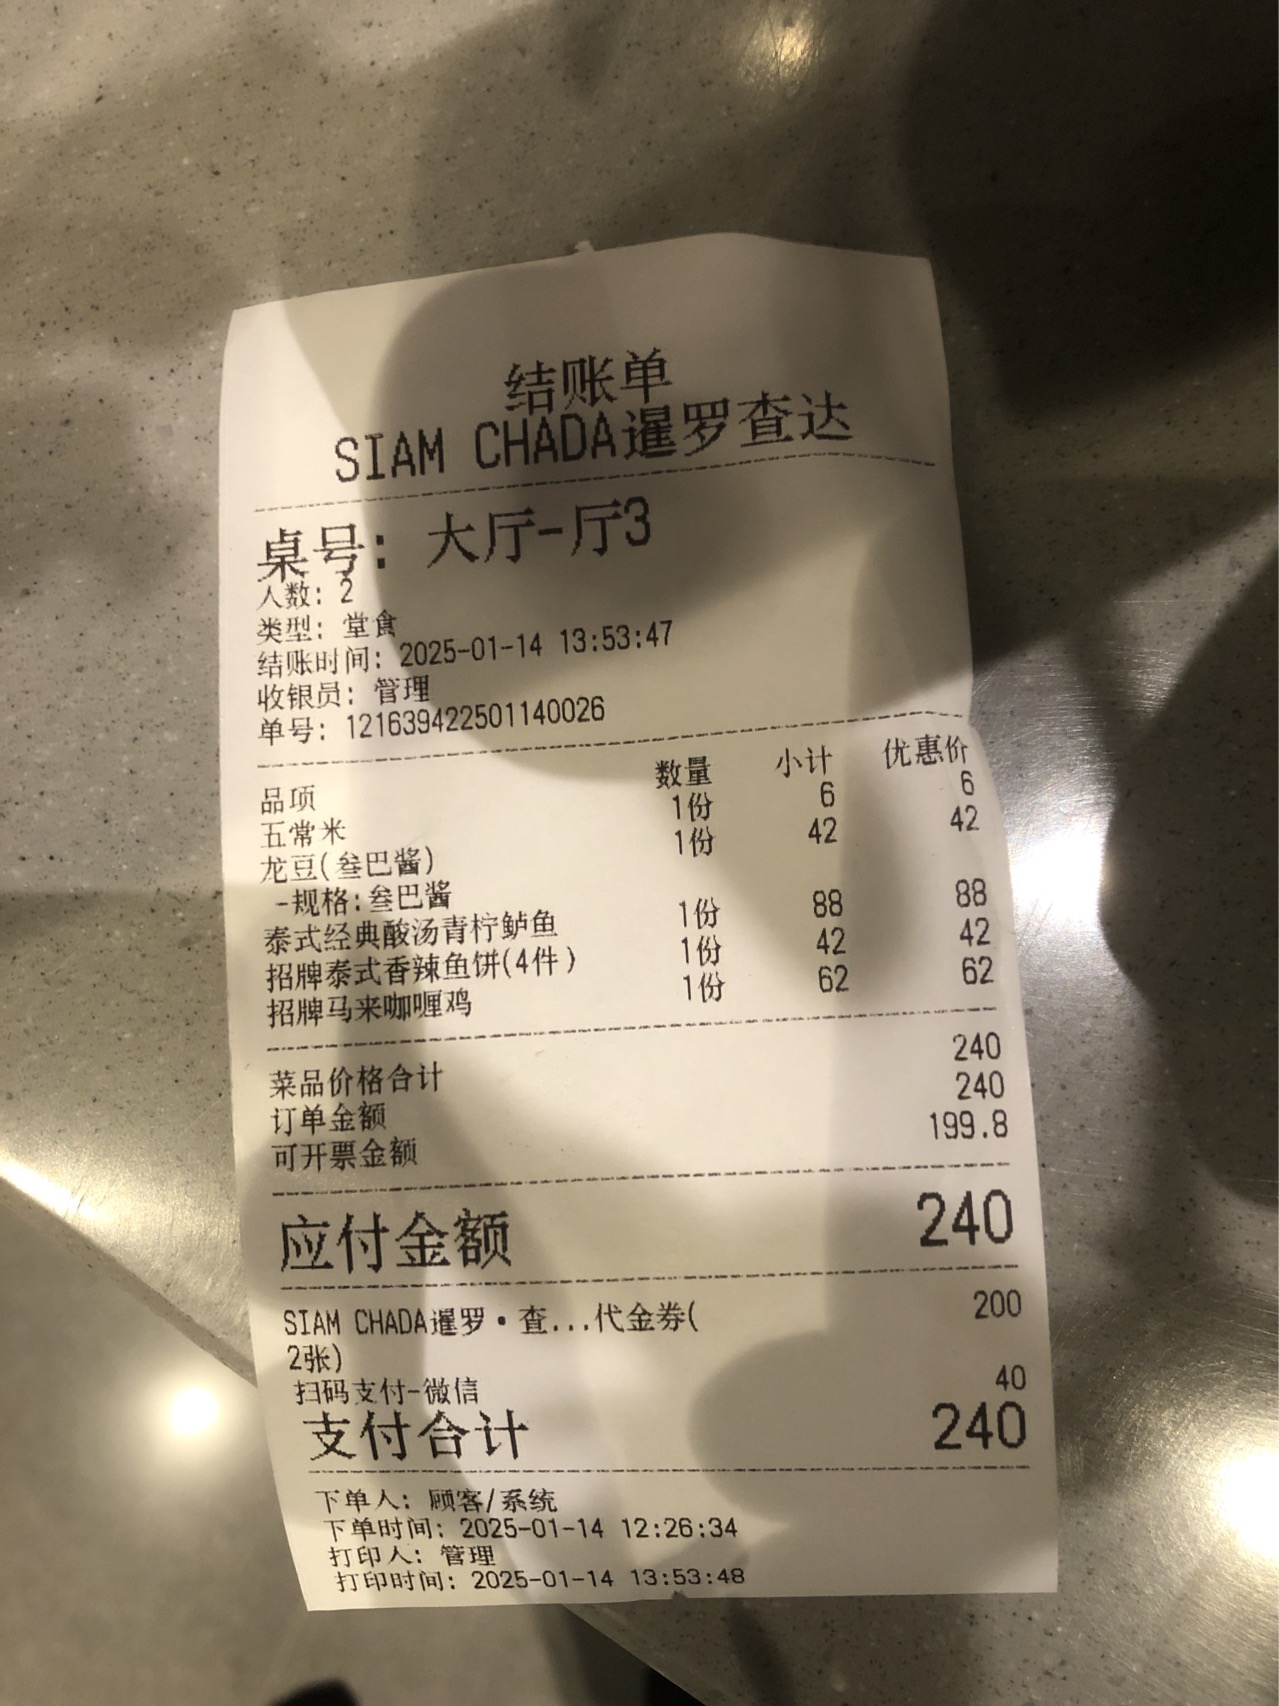 结账单
SIAM CHADA暹罗查达
桌号: 大厅-厅3
人数: 2
类型: 堂食
结账时间: 2025-01-14 13:53:47
收银员: 管理
单号: 121639422501140026
品项 数量 小计 优惠价
五常米 1份 6 6
龙豆(叁巴酱) 1份 42 42
-规格:叁巴酱
泰式经典酸汤青柠鲈鱼 1份 88 88
招牌泰式香辣鱼饼(4件) 1份 42 42
招牌马来咖喱鸡 1份 62 62
菜品价格合计 240
订单金额 240
可开票金额 199.8
应付金额 240
SIAM CHADA暹罗·查...代金券( 200
2张)
扫码支付-微信 40
支付合计 240
下单人: 顾客/系统
下单时间: 2025-01-14 12:26:34
打印人: 管理
打印时间: 2025-01-14 13:53:48